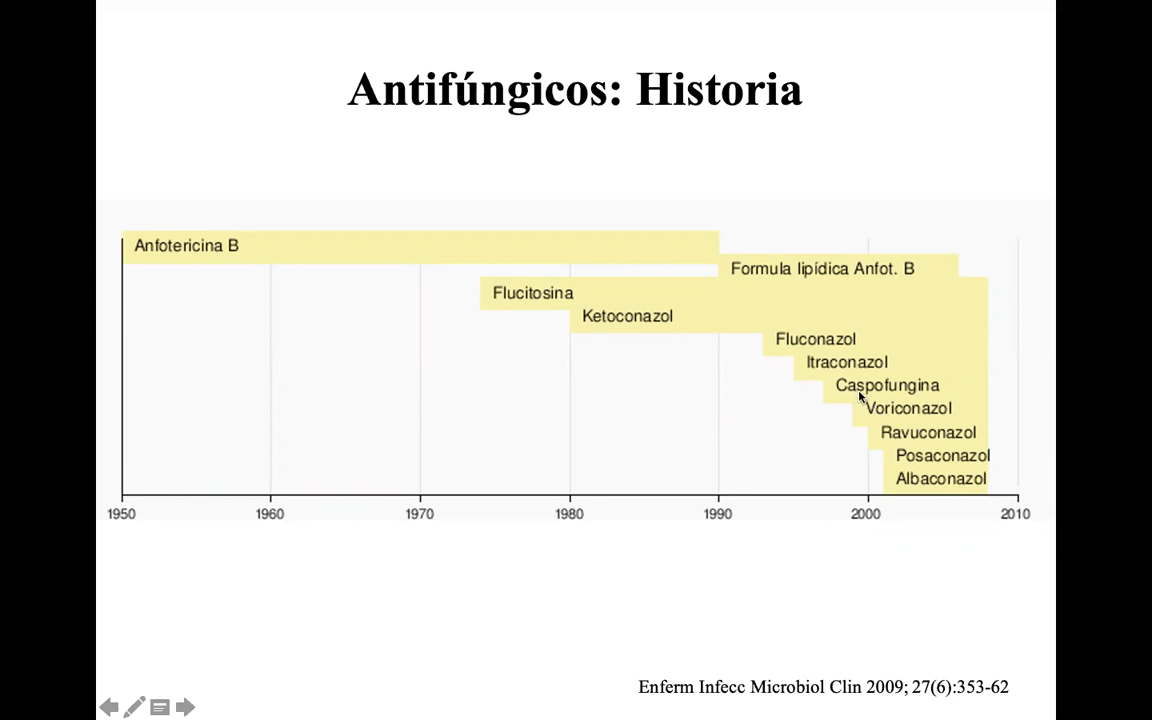 Antifúngicos: Historia
Anfotericina B
Formula lipídica Anfot. B
Flucitosina
Ketoconazol
Fluconazol
Itraconazol
Caspofungina
Voriconazol
Ravuconazol
Posaconazol
Albaconazol
1950 1960 1970 1980 1990 2000 2010
Enferm Infecc Microbiol Clin 2009; 27(6):353-62